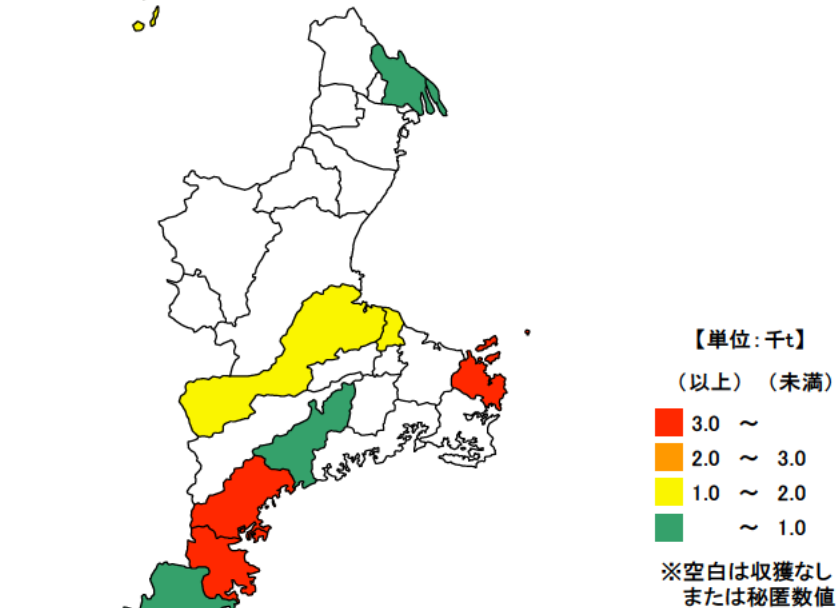 【単位：千t】
（以上）（未満）
3.0 ～
2.0 ～ 3.0
1.0 ～ 2.0
～ 1.0
※空白は収獲なし
または秘匿数値